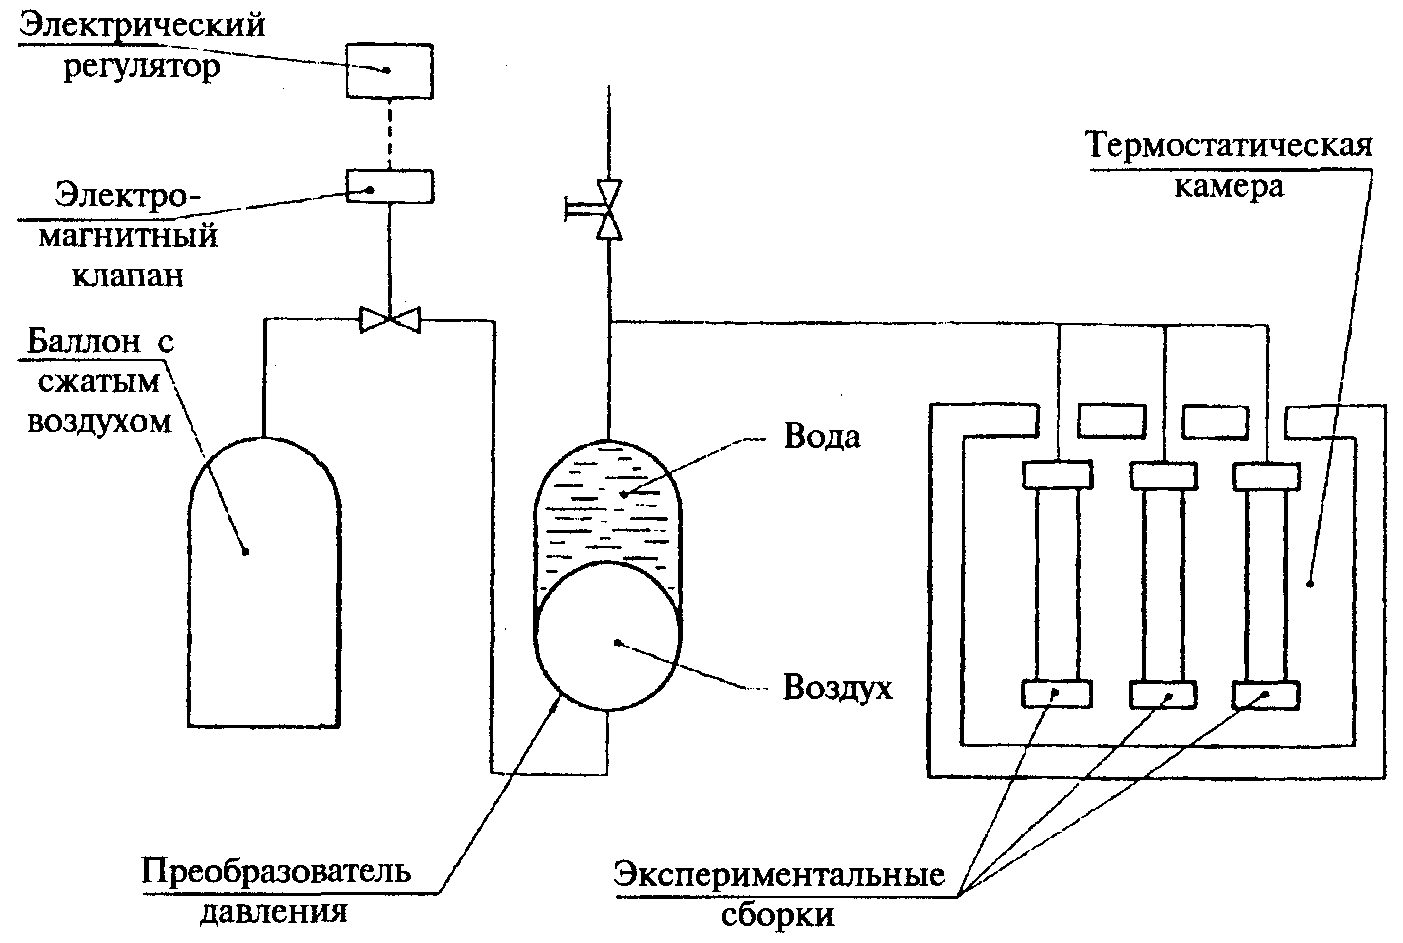 Электрический
регулятор
Электро-
магнитный
клапан
Баллон с
сжатым
воздухом
Термостатическая
камера
Вода
Воздух
Преобразователь
давления
Экспериментальные
сборки